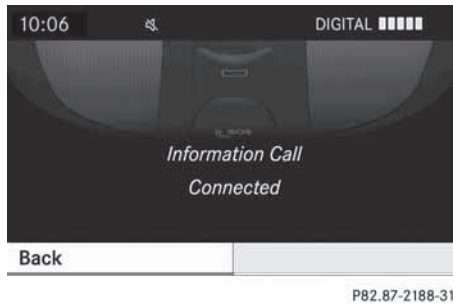 10:06
DIGITAL
Information Call
Connected
Back
P82.87-2188-31